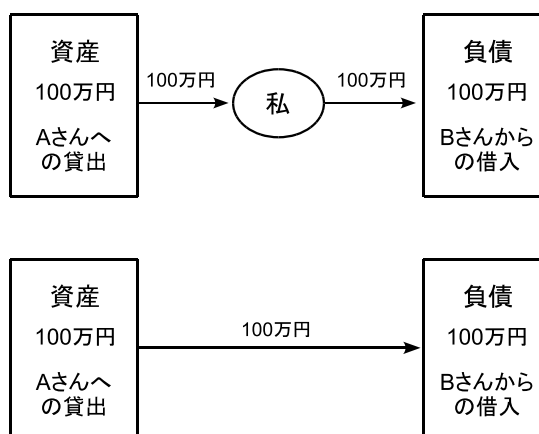 資産
100万円
Aさんへ
の貸出
100万円
私
100万円
負債
100万円
Bさんから
の借入
資産
100万円
Aさんへ
の貸出
100万円
負債
100万円
Bさんから
の借入